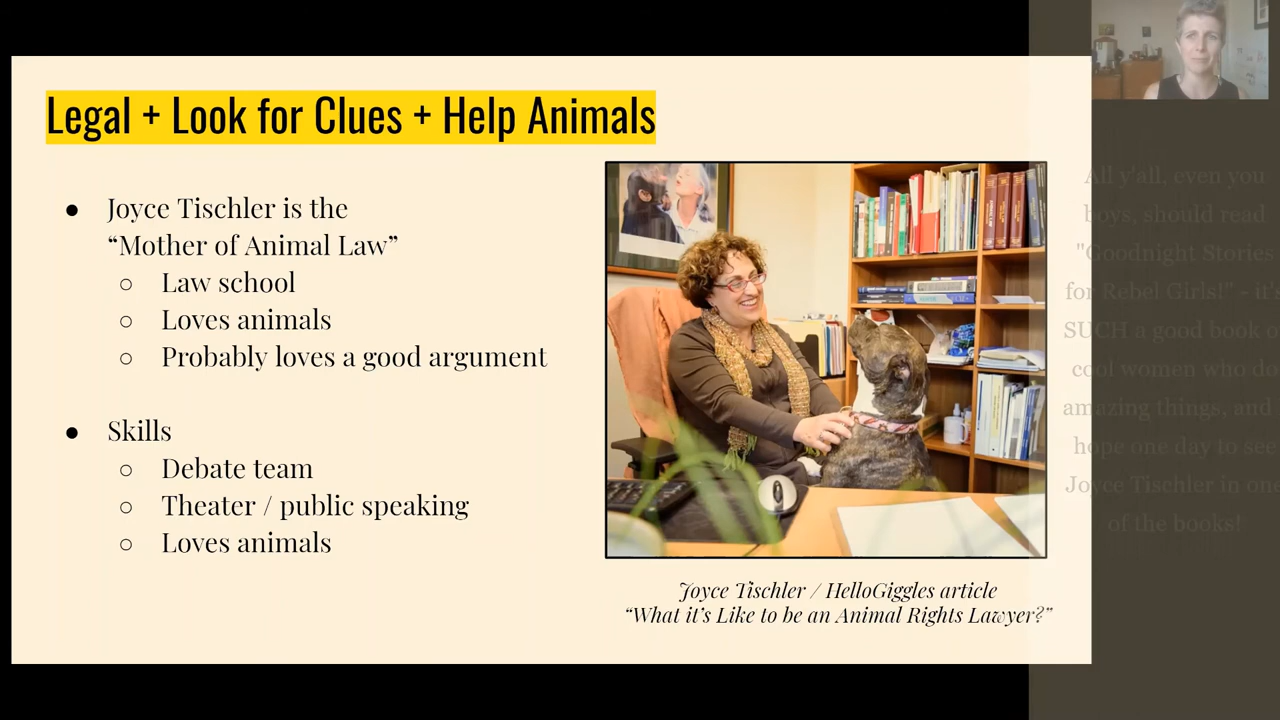 Legal + Look for Clues + Help Animals
● Joyce Tischler is the
“Mother of Animal Law”
○ Law school
○ Loves animals
○ Probably loves a good argument
● Skills
○ Debate team
○ Theater / public speaking
○ Loves animals
Joyce Tischler / HelloGiggles article
“What it’s Like to be an Animal Rights Lawyer?”
All y'all, even you
boys, should read
"Goodnight Stories
for Rebel Girls!" - it's
SUCH a good book o
cool women who do
amazing things, and
hope one day to see
Joyce Tischler in one
of the books!